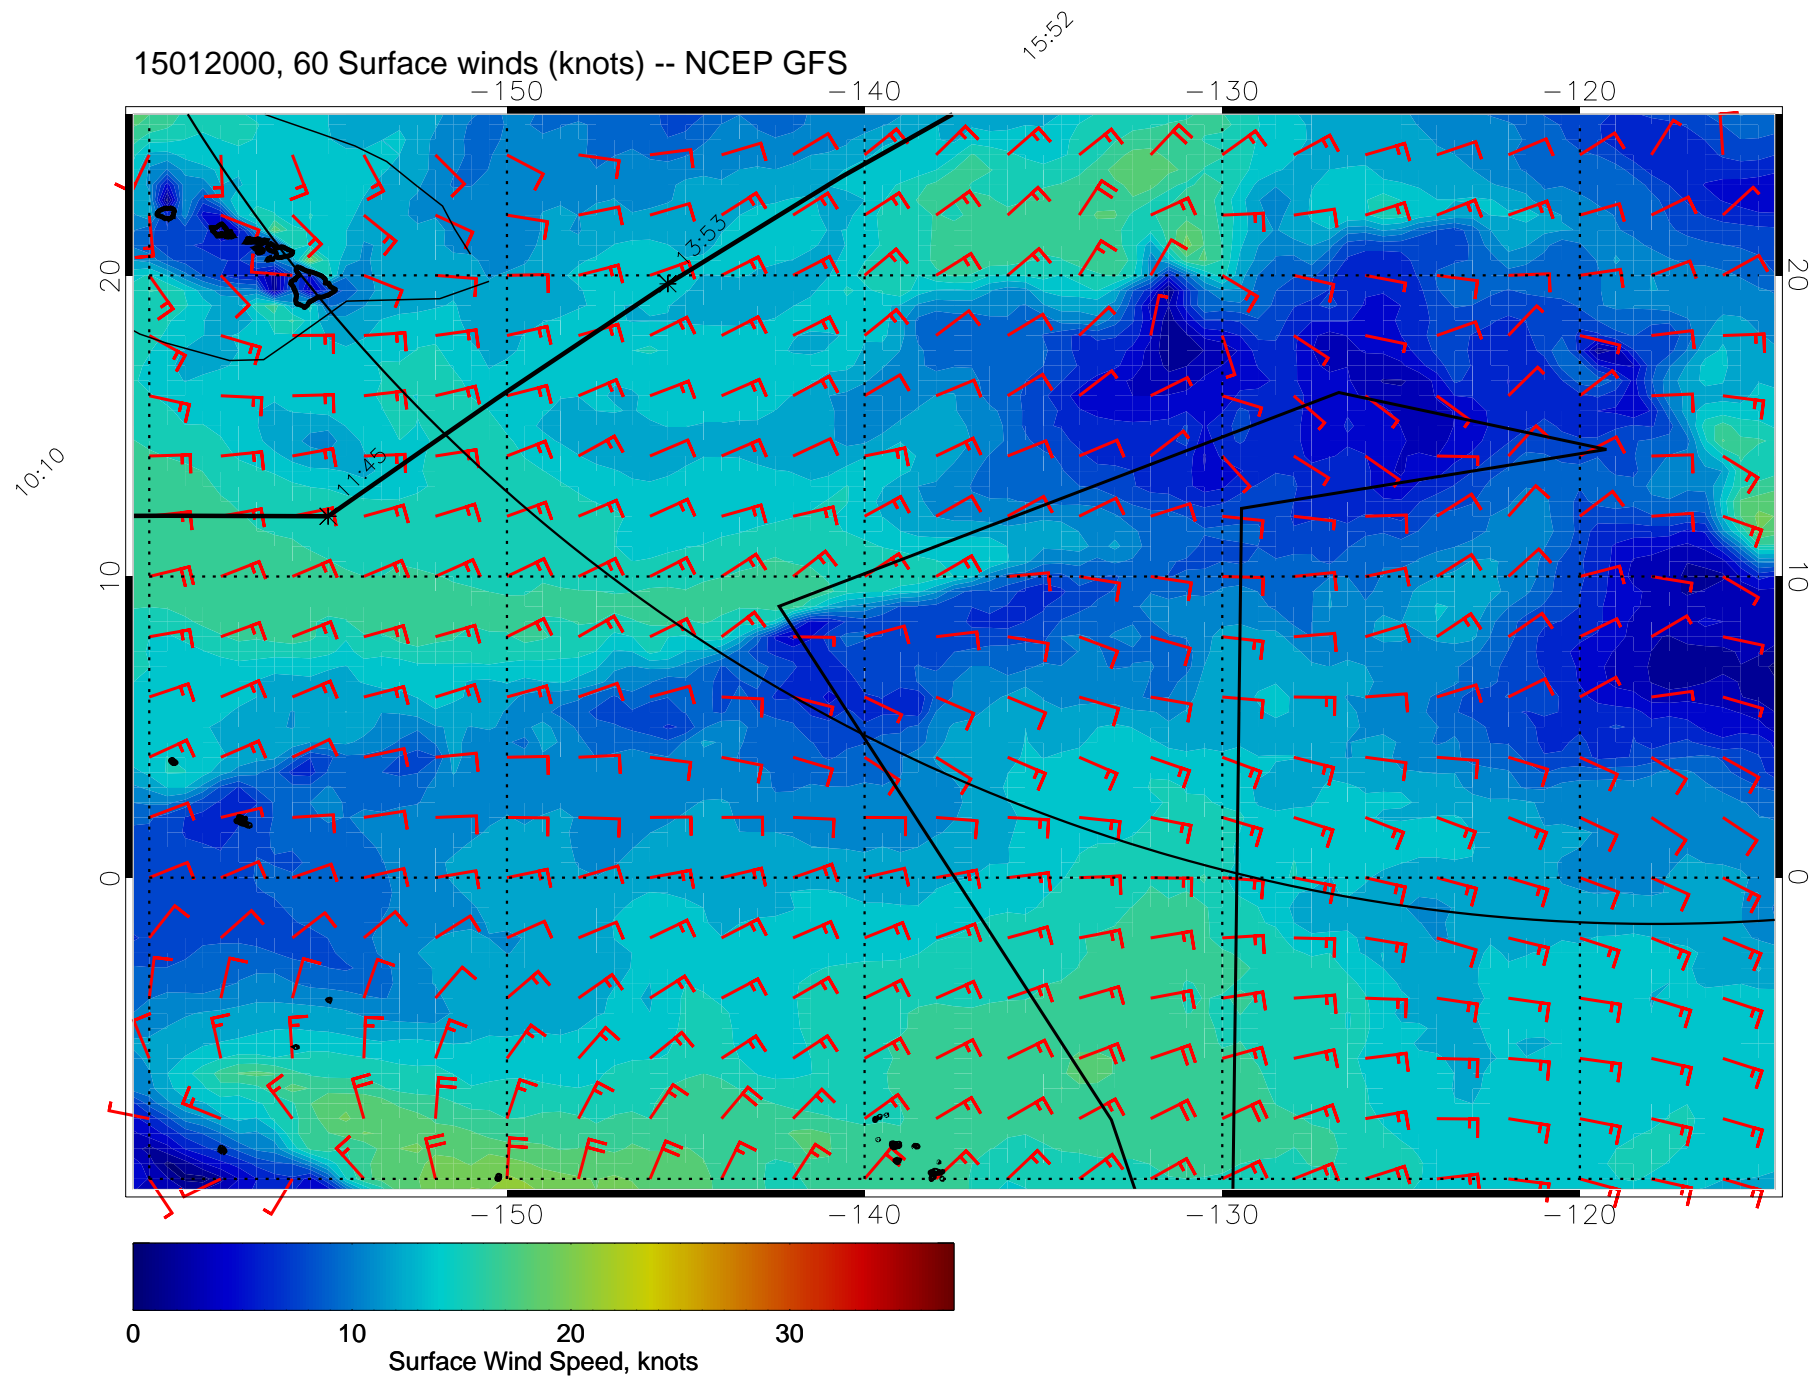 15:52
15012000, 60 Surface winds (knots) -- NCEP GFS
−150 −140 −130 −120
13:53
20 20
10:10
11:45
10 10
0 0
−150 −140 −130 −120
0 10 20 30
Surface Wind Speed, knots